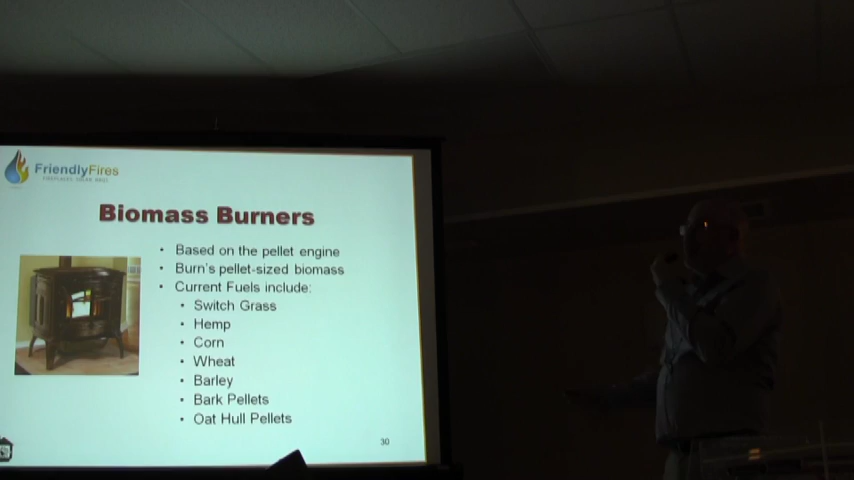 FriendlyFires
Biomass Burners
• Based on the pellet engine
• Burn's pellet-sized biomass
• Current Fuels include:
• Switch Grass
• Hemp
• Corn
• Wheat
• Barley
• Bark Pellets
• Oat Hull Pellets
30